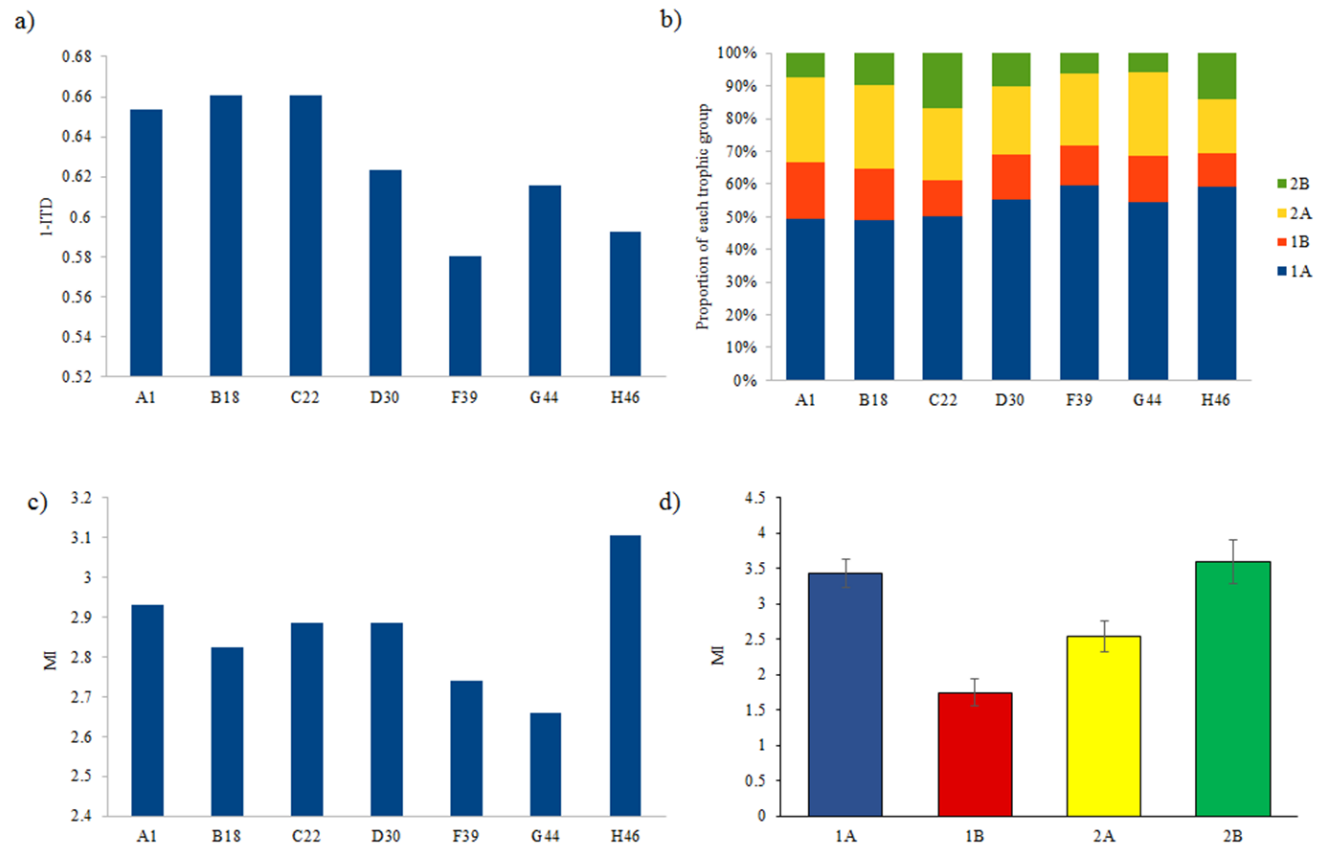 a)
0.68
0.66
0.64
0.62
0.6
0.58
0.56
0.54
0.52
1-ITD
A1 B18 C22 D30 F39 G44 H46
b)
100%
90%
80%
70%
60%
50%
40%
30%
20%
10%
0%
Proportion of each trophic group
A1 B18 C22 D30 F39 G44 H46
2B
2A
1B
1A
c)
3.2
3.1
3
2.9
2.8
2.7
2.6
2.5
2.4
MI
A1 B18 C22 D30 F39 G44 H46
d)
4.5
4
3.5
3
2.5
2
1.5
1
0.5
0
MI
1A 1B 2A 2B